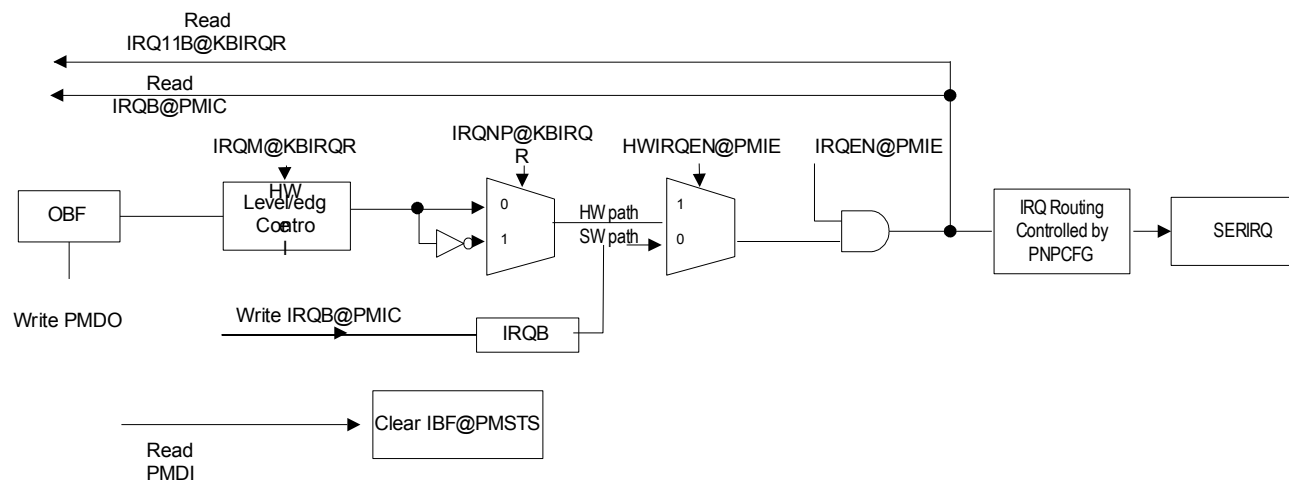 Read
IRQ11B@KBIRQR
Read
IRQB@PMIC
IRQM@KBIRQR
IRQNP@KBIRQ
R
HWIRQEN@PMIE
IRQEN@PMIE
OBF
HW
Level/edg
e
Contro
l
0
1
HW path
SW path
1
0
IRQ Routing
Controlled by
PNPCFG
SERIRQ
Write PMDO
Write IRQB@PMIC
IRQB
Clear IBF@PMSTS
Read
PMDI